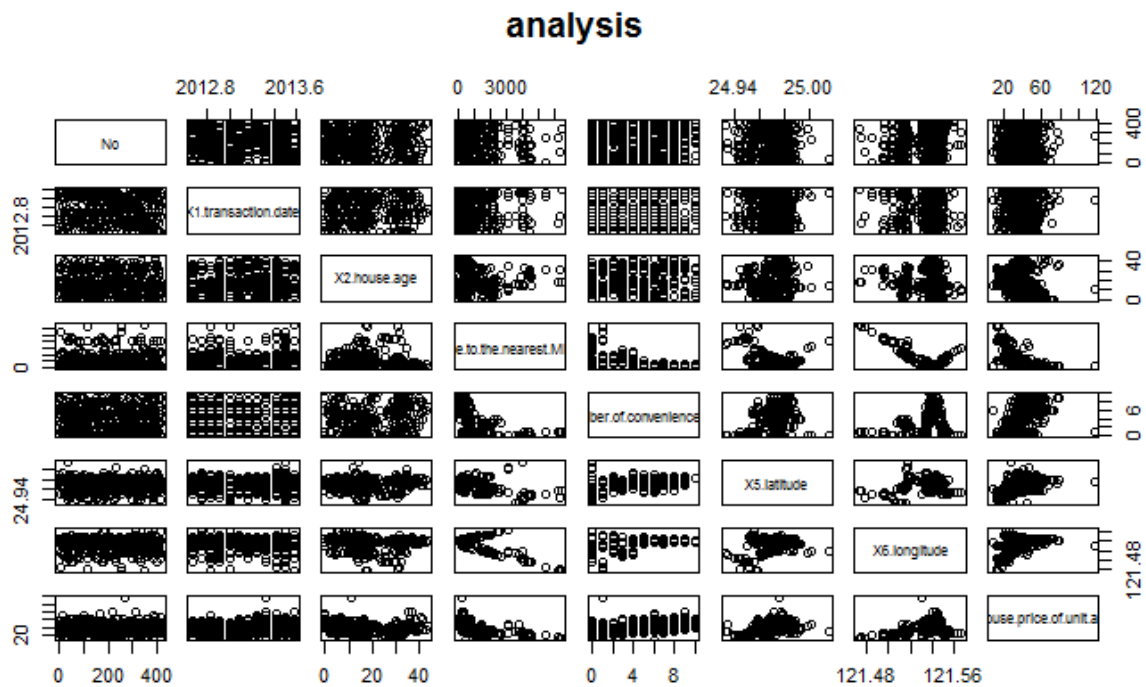 analysis
2012.8 2013.6 0 3000 24.94 25.00 20 60 120
No 0 400
2012.8 X1.transaction.date
X2.house.age 0 40
0 e.to.the.nearest.MI
ber.of.convenience 0 6
24.94 X5.latitude
X6.longitude 121.48
20 ouse.price.of.unit.a
0 200 400 0 20 40 0 4 8 121.48 121.56